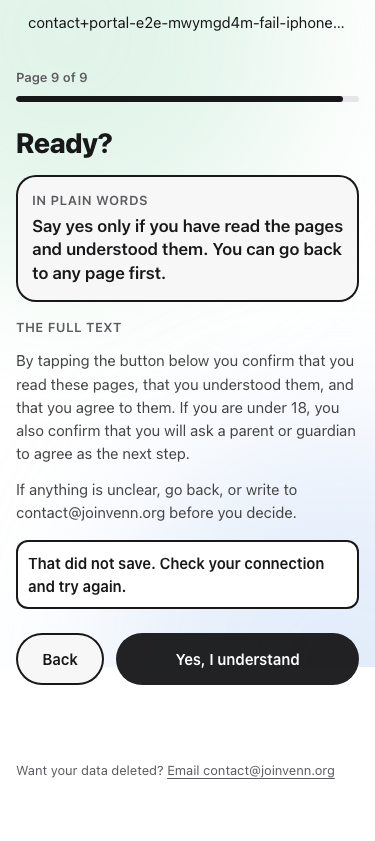 contact+portal-e2e-mwymgd4m-fail-iphone...
Page 9 of 9
Ready?
IN PLAIN WORDS
Say yes only if you have read the pages
and understood them. You can go back
to any page first.
THE FULL TEXT
By tapping the button below you confirm that you
read these pages, that you understood them, and
that you agree to them. If you are under 18, you
also confirm that you will ask a parent or guardian
to agree as the next step.
If anything is unclear, go back, or write to
contact@joinvenn.org before you decide.
That did not save. Check your connection
and try again.
Back
Yes, I understand
Want your data deleted? Email contact@joinvenn.org